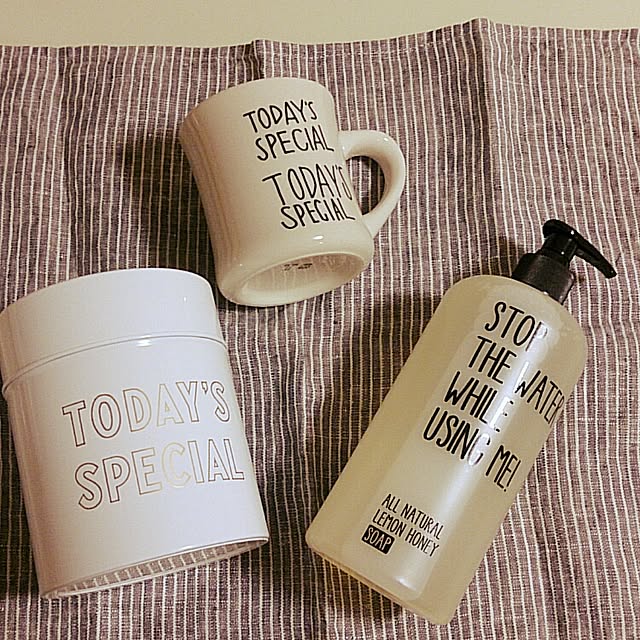 TODAY'S
SPECIAL
TODAY'S
SPECIAL
TODAY'S
SPECIAL
STOP
THE WATER
WHILE
USING ME!
ALL NATURAL
LEMON HONEY
SOAP